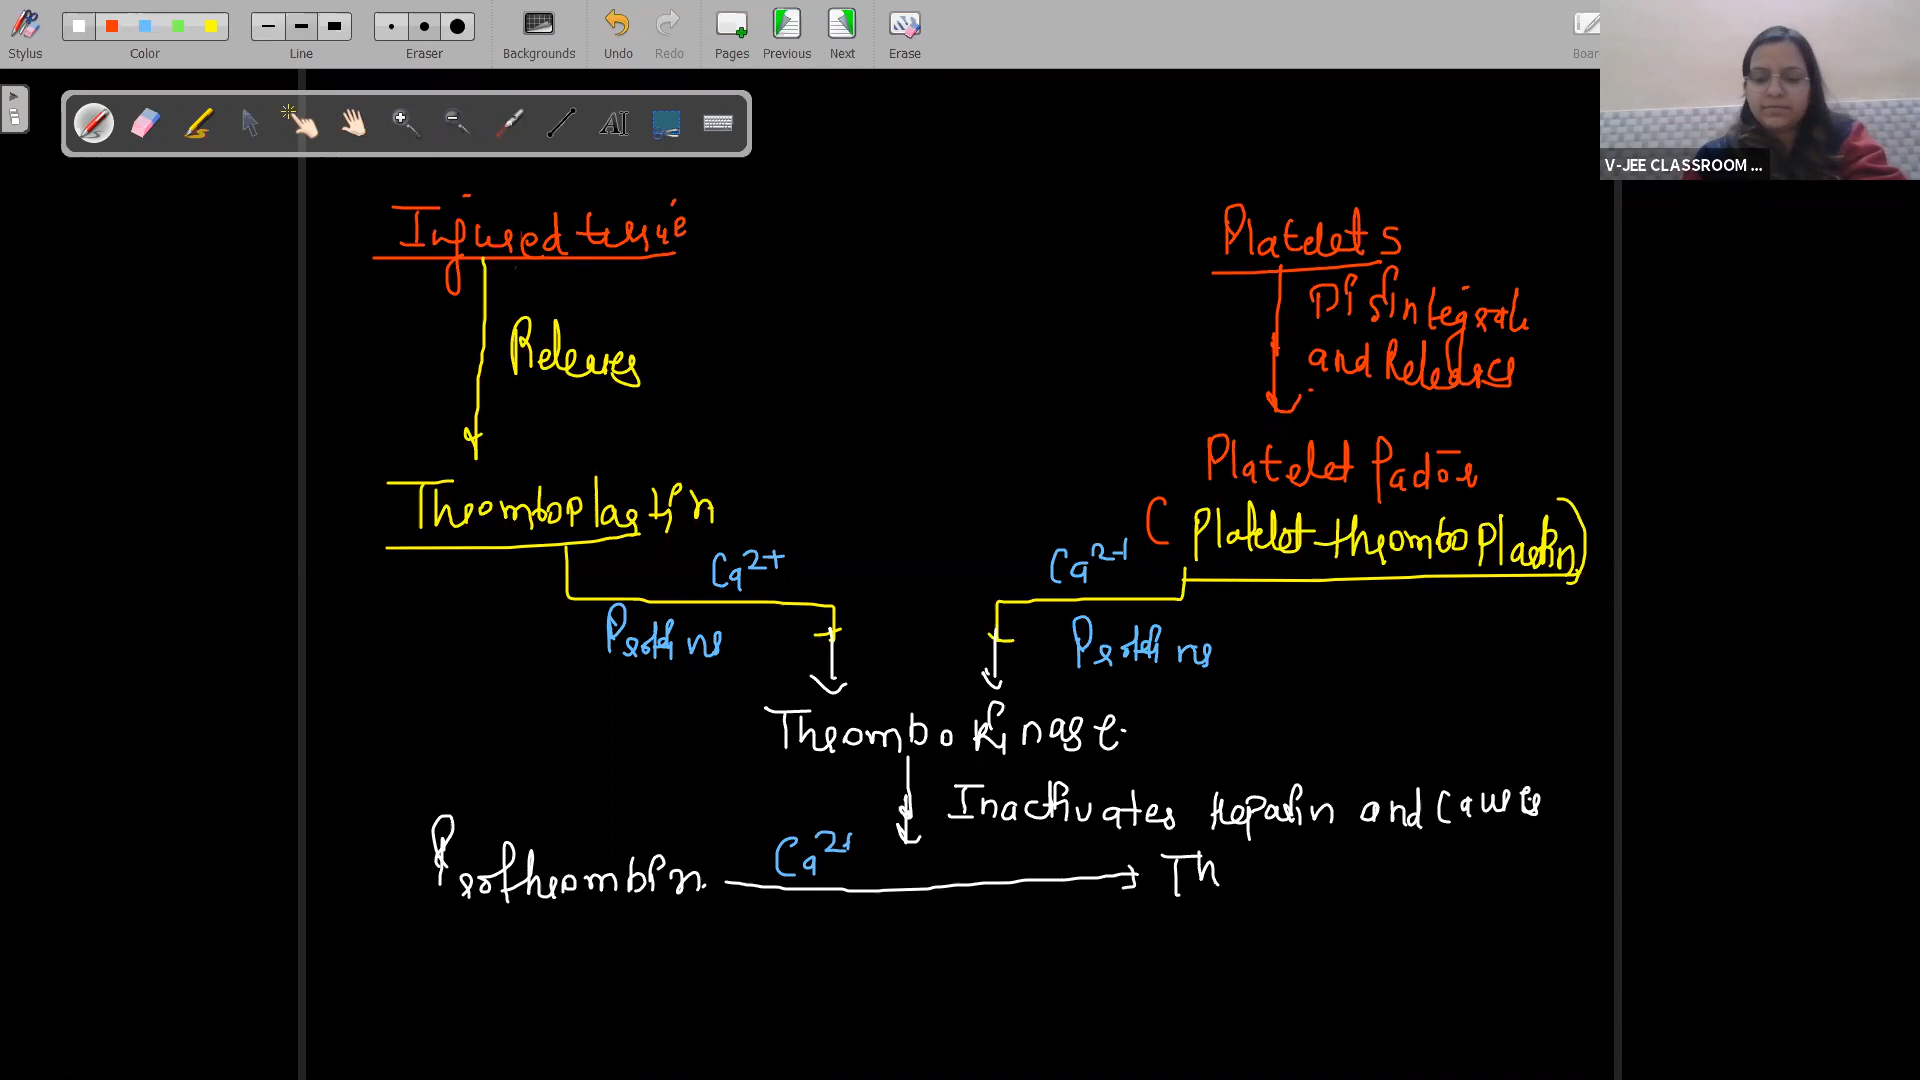 Stylus Color Line Eraser Backgrounds Undo Redo Pages Previous Next Erase Boar
V-JEE CLASSROOM ...
Injured tissue
Platelets
Releases
Disintegrate
and Releases
Thromboplastin
Platelet factor
(Platelet thromboplastin)
Ca2+
Ca2+
Proteins
Proteins
Thrombokinase.
Inactivates heparin and causes
Prothrombin. Ca2+ Th